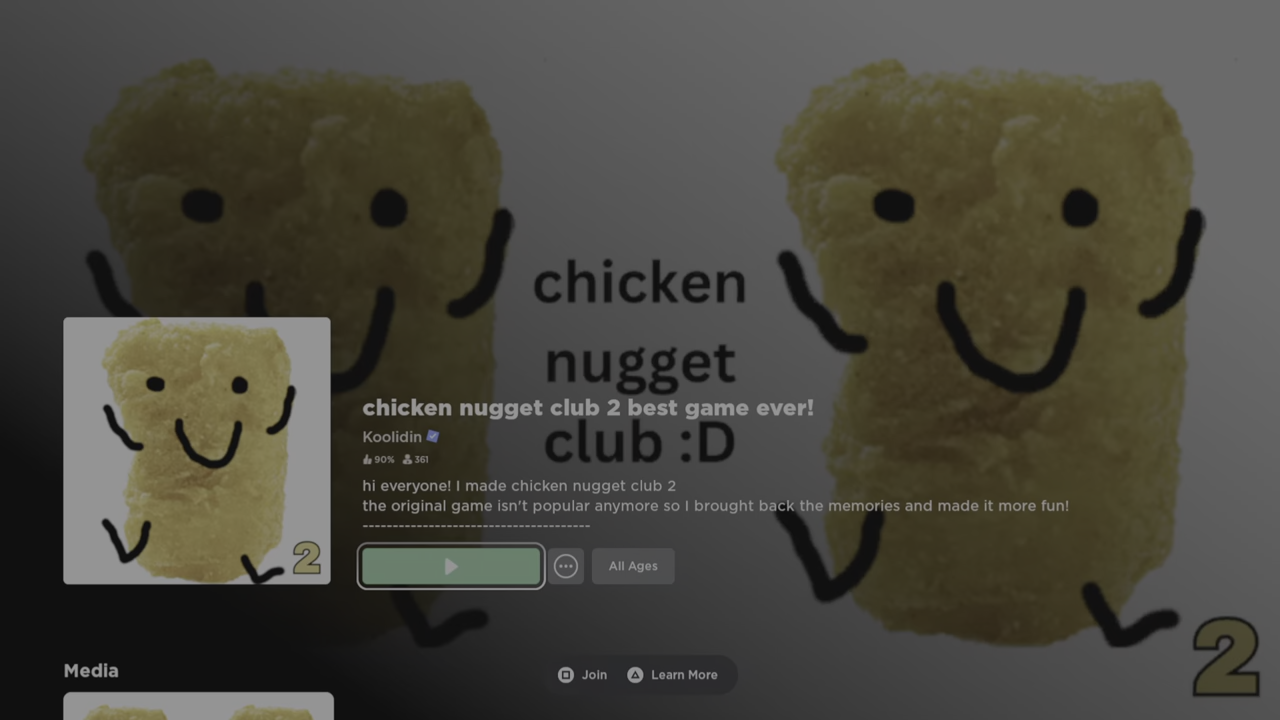 chicken
nugget
club :D
chicken nugget club 2 best game ever!
Koolidin
90% 361
hi everyone! I made chicken nugget club 2
the original game isn't popular anymore so I brought back the memories and made it more fun!
--------------------------------------
All Ages
2
2
Media
Join Learn More